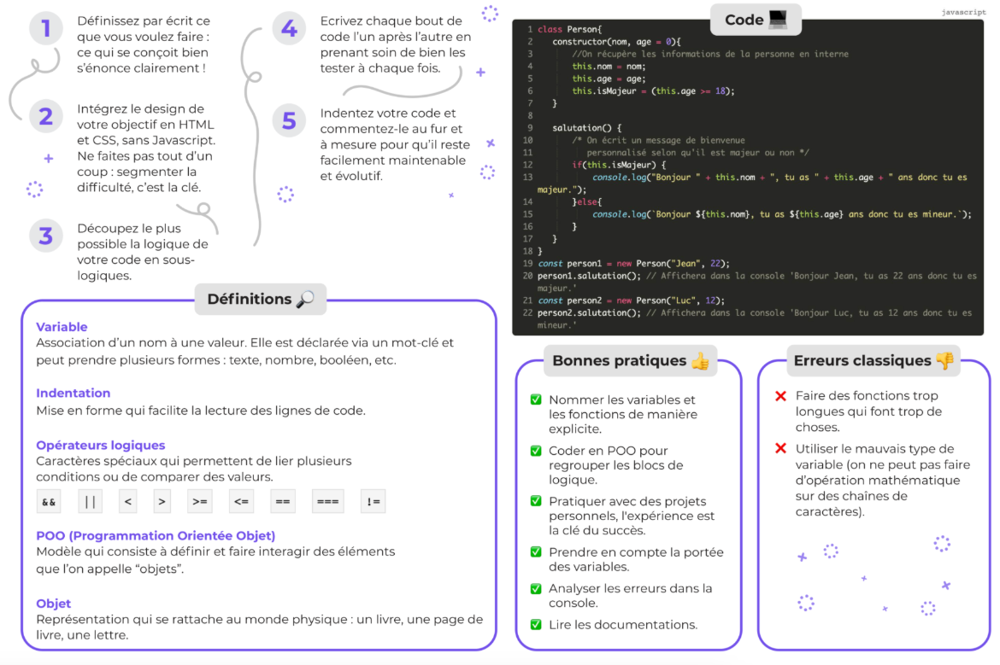 1
Définissez par écrit ce
que vous voulez faire :
ce qui se conçoit bien
s’énonce clairement !
2
Intégrez le design de
votre objectif en HTML
et CSS, sans Javascript.
Ne faites pas tout d’un
coup : segmenter la
difficulté, c’est la clé.
3
Découpez le plus
possible la logique de
votre code en sous-
logiques.
4
Ecrivez chaque bout de
code l’un après l’autre en
prenant soin de bien les
tester à chaque fois.
5
Indentez votre code et
commentez-le au fur et
à mesure pour qu’il reste
facilement maintenable
et évolutif.
Code
javascript
1 class Person{
2 constructor(nom, age = 0){
3 //On récupère les informations de la personne en interne
4 this.nom = nom;
5 this.age = age;
6 this.isMajeur = (this.age >= 18);
7 }
8
9 salutation() {
10 /* On écrit un message de bienvenue
11 personnalisé selon qu'il est majeur ou non */
12 if(this.isMajeur) {
13 console.log("Bonjour " + this.nom + ", tu as " + this.age + " ans donc tu es
majeur.");
14 }else{
15 console.log(`Bonjour ${this.nom}, tu as ${this.age} ans donc tu es mineur.`);
16 }
17 }
18 }
19 const person1 = new Person("Jean", 22);
20 person1.salutation(); // Affichera dans la console 'Bonjour Jean, tu as 22 ans donc tu es
majeur.'
21 const person2 = new Person("Luc", 12);
22 person2.salutation(); // Affichera dans la console 'Bonjour Luc, tu as 12 ans donc tu es
mineur.'
Définitions
Variable
Association d’un nom à une valeur. Elle est déclarée via un mot-clé et
peut prendre plusieurs formes : texte, nombre, booléen, etc.
Indentation
Mise en forme qui facilite la lecture des lignes de code.
Opérateurs logiques
Caractères spéciaux qui permettent de lier plusieurs
conditions ou de comparer des valeurs.
&& || < > >= <= == === !=
POO (Programmation Orientée Objet)
Modèle qui consiste à définir et faire interagir des éléments
que l’on appelle “objets”.
Objet
Représentation qui se rattache au monde physique : un livre, une page de
livre, une lettre.
Bonnes pratiques
Nommer les variables et
les fonctions de manière
explicite.
Coder en POO pour
regrouper les blocs de
logique.
Pratiquer avec des projets
personnels, l'expérience est
la clé du succès.
Prendre en compte la portée
des variables.
Analyser les erreurs dans la
console.
Lire les documentations.
Erreurs classiques
Faire des fonctions trop
longues qui font trop de
choses.
Utiliser le mauvais type de
variable (on ne peut pas faire
d’opération mathématique
sur des chaînes de
caractères).